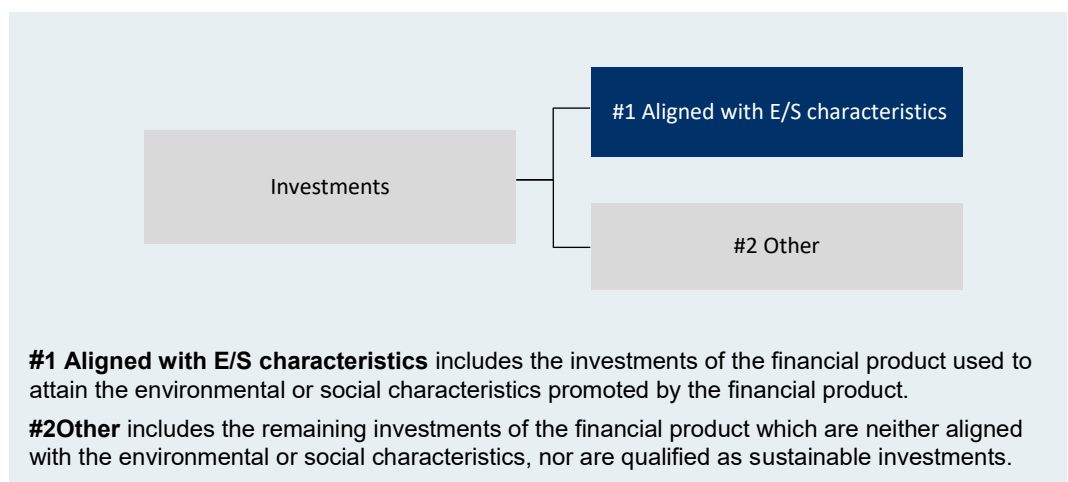 #1 Aligned with E/S characteristics
Investments
#2 Other
#1 Aligned with E/S characteristics includes the investments of the financial product used to
attain the environmental or social characteristics promoted by the financial product.
#2Other includes the remaining investments of the financial product which are neither aligned
with the environmental or social characteristics, nor are qualified as sustainable investments.